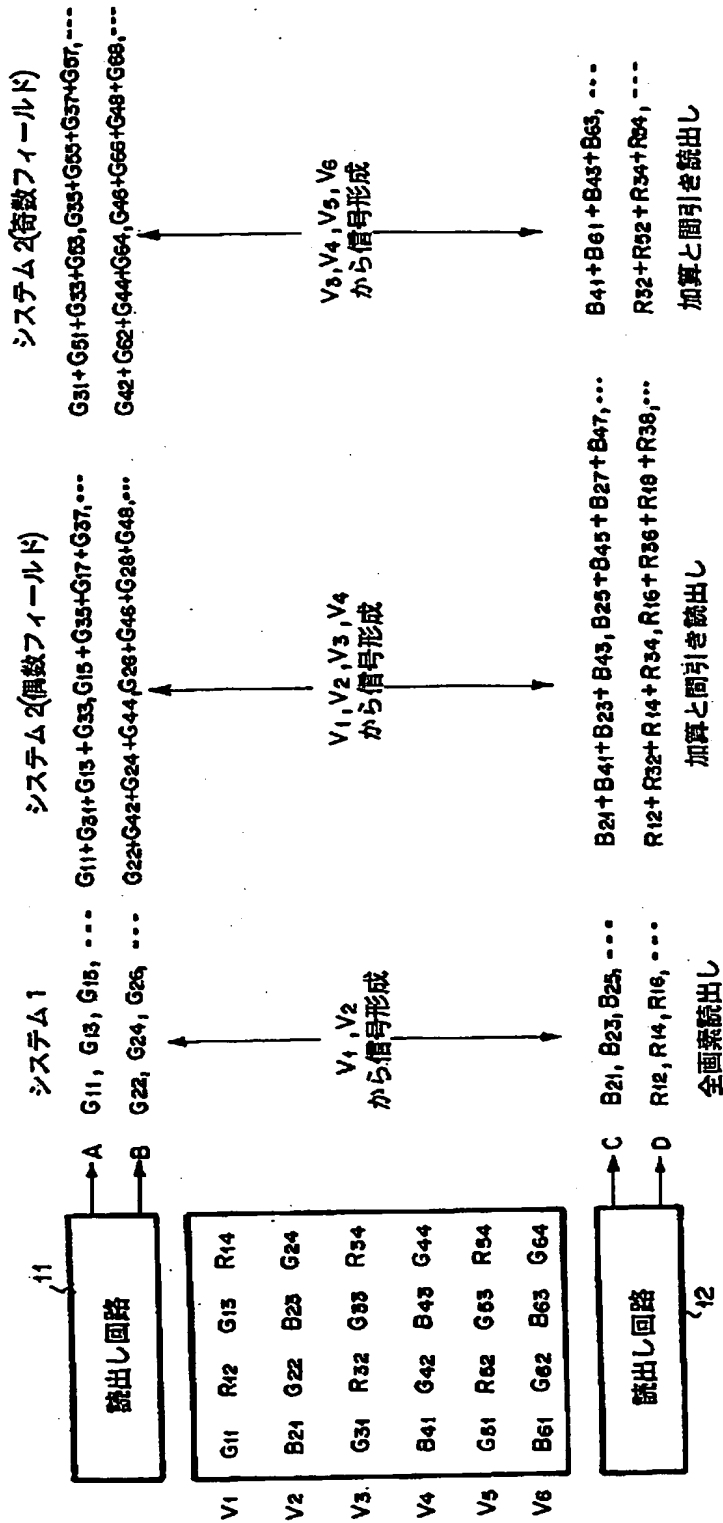 11
読出し回路
A
B
V1 G11 R12 G13 R14
V2 B21 G22 B23 G24
V3 G31 R32 G33 R34
V4 B41 G42 B43 G44
V5 G51 R52 G53 R54
V6 B61 G62 B63 G64
読出し回路
12
C
D
システム1
G11, G13, G15, ---
G22, G24, G26, ---
V1, V2
から信号形成
B21, B23, B25, ---
R12, R14, R16, ---
全画素読出し
システム2(偶数フィールド)
G11+G31+G13+G33,G15+G35+G17+G37,---
G22+G42+G24+G44,G26+G46+G28+G48,---
V1,V2,V3,V4
から信号形成
B21+B41+B23+B43,B25+B45+B27+B47,---
R12+R32+R14+R34,R16+R36+R18+R38,---
加算と間引き読出し
システム2(奇数フィールド)
G31+G51+G33+G53,G35+G55+G37+G57,---
G42+G62+G44+G64,G46+G66+G48+G68,---
V3,V4,V5,V6
から信号形成
B41+B61+B43+B63, ---
R32+R52+R34+R54, ---
加算と間引き読出し